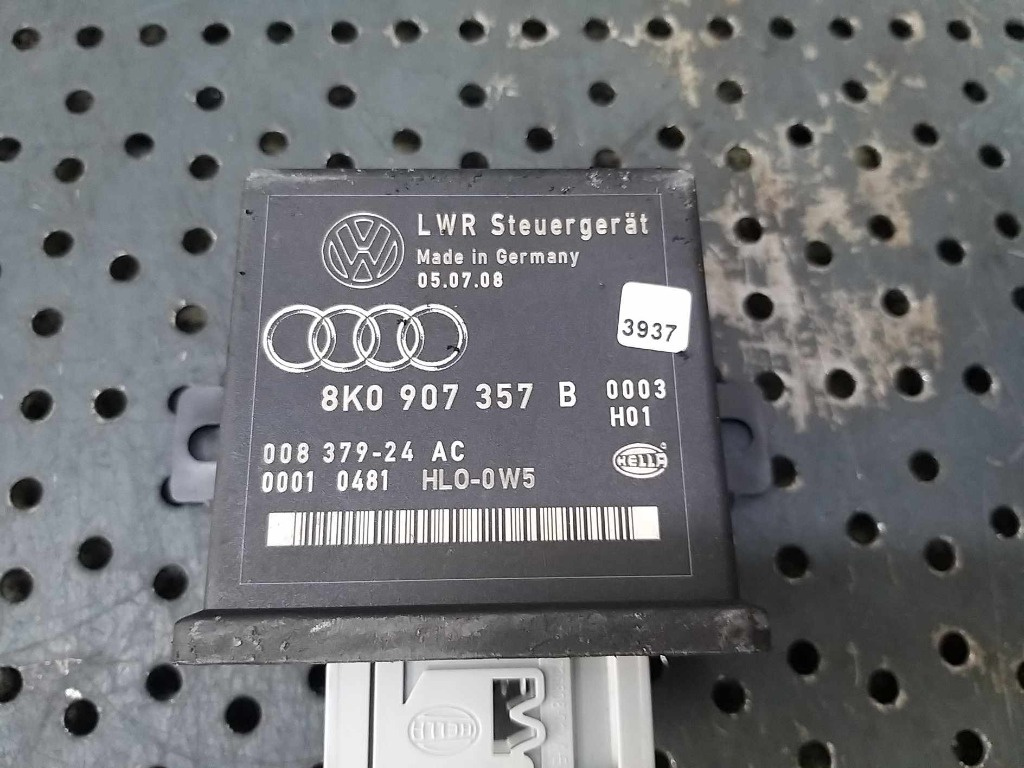 LWR Steuergerät
Made in Germany
05.07.08
3937
8K0 907 357 B 0003
H01
008 379-24 AC
0001 0481 HLO-0W5
HELLA
HELLA